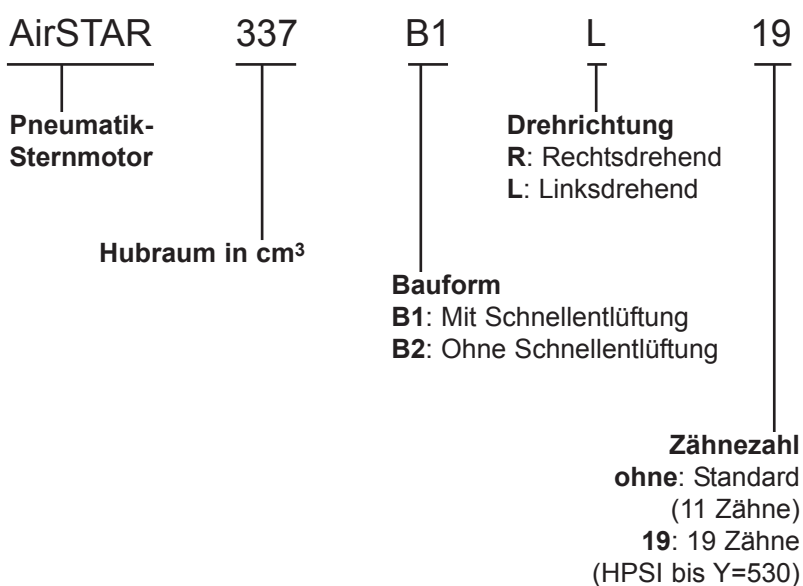 AirSTAR 337 B1 L 19
Pneumatik-
Sternmotor
Drehrichtung
R: Rechtsdrehend
L: Linksdrehend
Hubraum in cm³
Bauform
B1: Mit Schnellentlüftung
B2: Ohne Schnellentlüftung
Zähnezahl
ohne: Standard
(11 Zähne)
19: 19 Zähne
(HPSI bis Y=530)